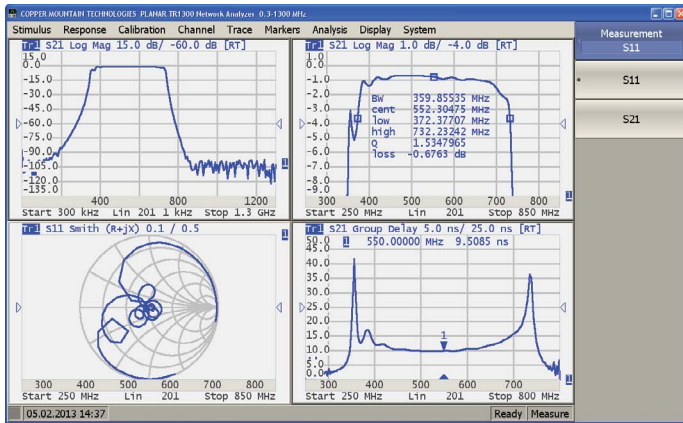 COPPER MOUNTAIN TECHNOLOGIES PLANAR TR1300 Network Analyzer 0.3-1300 MHz
Stimulus Response Calibration Channel Trace Markers Analysis Display System
Measurement
S11
S11
S21
Tr1 S21 Log Mag 15.0 dB/ -60.0 dB [RT]
15.0
0.0
-15.0
-30.0
-45.0
-60.0
-75.0
-90.0
-105.0
-120.0
-135.0
400 800 1200
Start 300 kHz Lin 201 1 kHz Stop 1.3 GHz
1
Tr1 S21 Log Mag 1.0 dB/ -4.0 dB [RT]
1.0
0.0
-1.0
-2.0
-3.0
-4.0
-5.0
-6.0
-7.0
-8.0
-9.0
BW 359.85535 MHz
cent 552.30475 MHz
low 372.37707 MHz
high 732.23242 MHz
Q 1.5347965
loss -0.6763 dB
300 400 500 600 700 800
Start 250 MHz Lin 201 Stop 850 MHz
1
Tr1 S11 Smith (R+jX) 0.1 / 0.5
1
300 400 500 600 700 800
Start 250 MHz Lin 201 Stop 850 MHz
Tr1 S21 Group Delay 5.0 ns/ 25.0 ns [RT]
1 550.00000 MHz 9.5085 ns
50.0
45.0
40.0
35.0
30.0
25.0
20.0
15.0
10.0
5.0
0.0
1
300 400 500 600 700
Start 250 MHz Lin 201 Stop 800 MHz
1
05.02.2013 14:37
Ready Measure